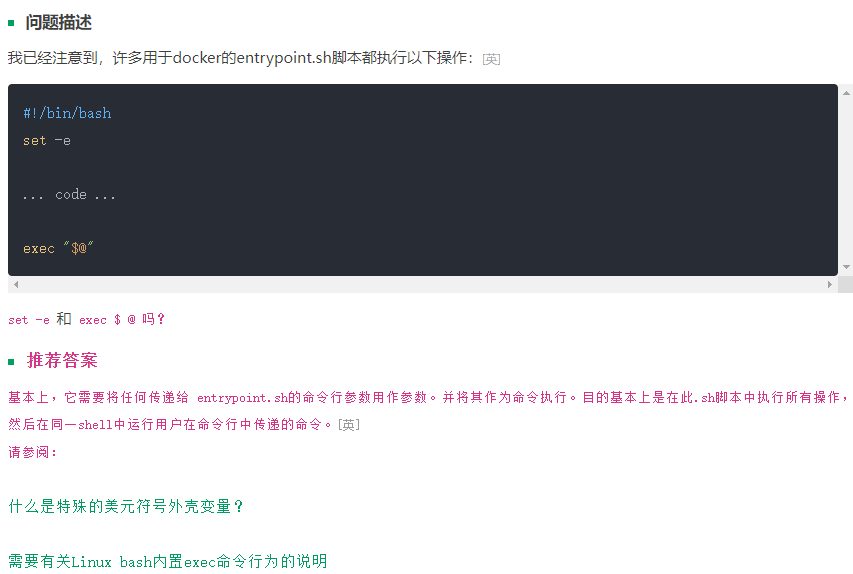 问题描述
我已经注意到，许多用于docker的entrypoint.sh脚本都执行以下操作：[英]
#!/bin/bash
set -e
... code ...
exec "$@"
set -e 和 exec $ @ 吗?
推荐答案
基本上，它需要将任何传递给 entrypoint.sh的命令行参数用作参数。并将其作为命令执行。目的基本上是在此.sh脚本中执行所有操作，
然后在同一shell中运行用户在命令行中传递的命令。[英]
请参阅：
什么是特殊的美元符号外壳变量？
需要有关Linux bash内置exec命令行为的说明